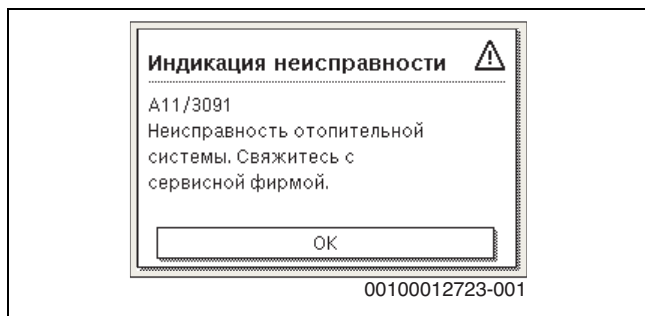 Индикация неисправности
A11/3091
Неисправность отопительной
системы. Свяжитесь с
сервисной фирмой.
OK
00100012723-001